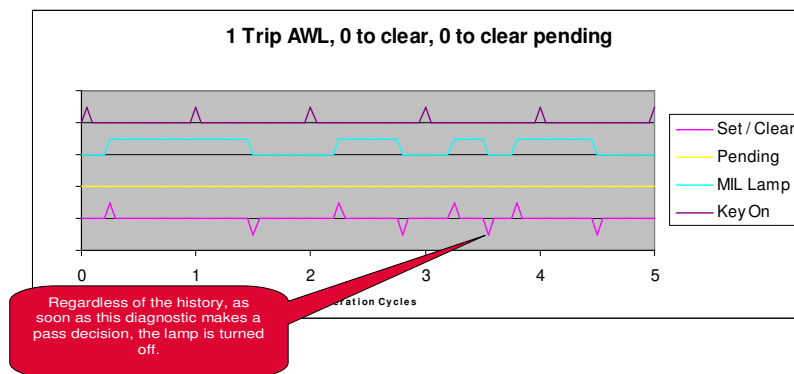 1 Trip AWL, 0 to clear, 0 to clear pending
Set / Clear
Pending
MIL Lamp
Key On
0 1 2 3 4 5
Cycles
Regardless of the history, as
soon as this diagnostic makes a
pass decision, the lamp is turned
off.